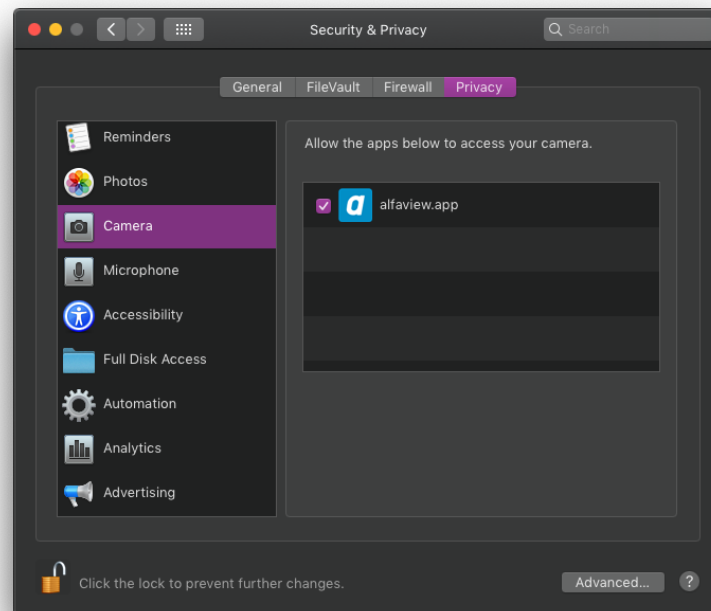 Security & Privacy
Search
General
FileVault
Firewall
Privacy
Reminders
Photos
Camera
Microphone
Accessibility
Full Disk Access
Automation
Analytics
Advertising
Allow the apps below to access your camera.
a alfaview.app
Click the lock to prevent further changes.
Advanced...
?